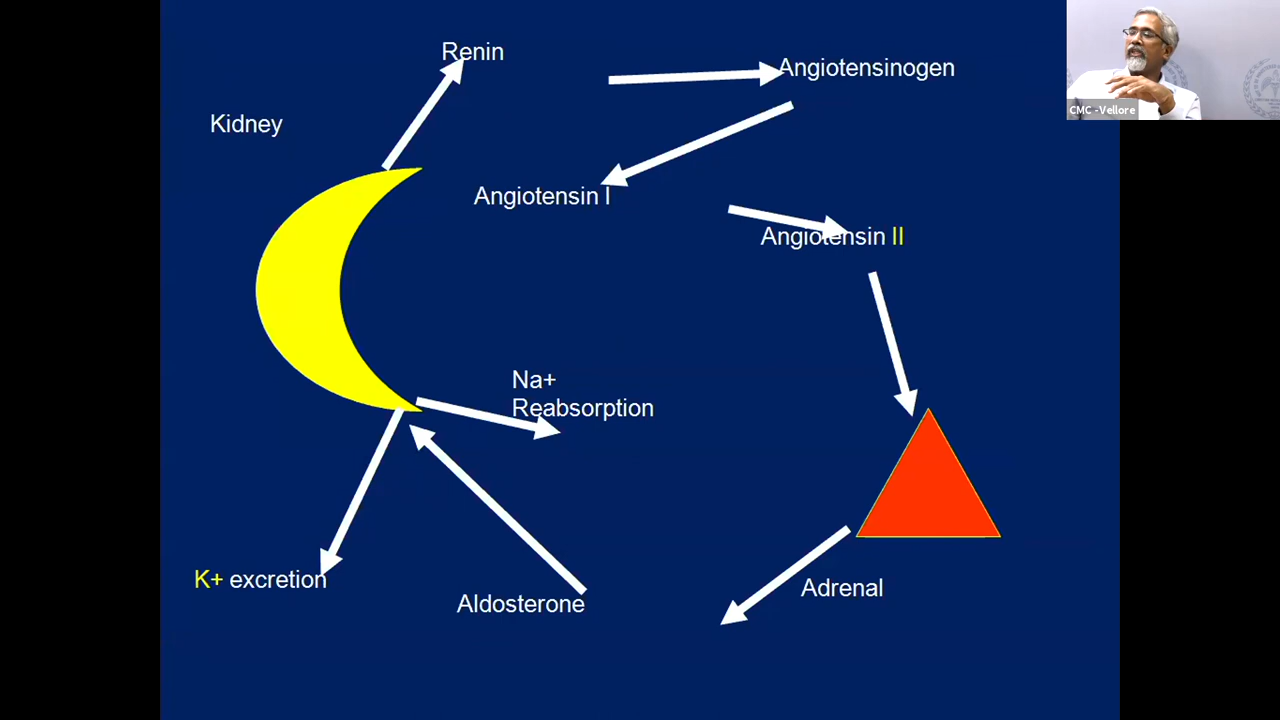 Renin
Angiotensinogen
CMC -Vellore
Kidney
Angiotensin I
Angiotensin II
Na+
Reabsorption
K+ excretion
Aldosterone
Adrenal